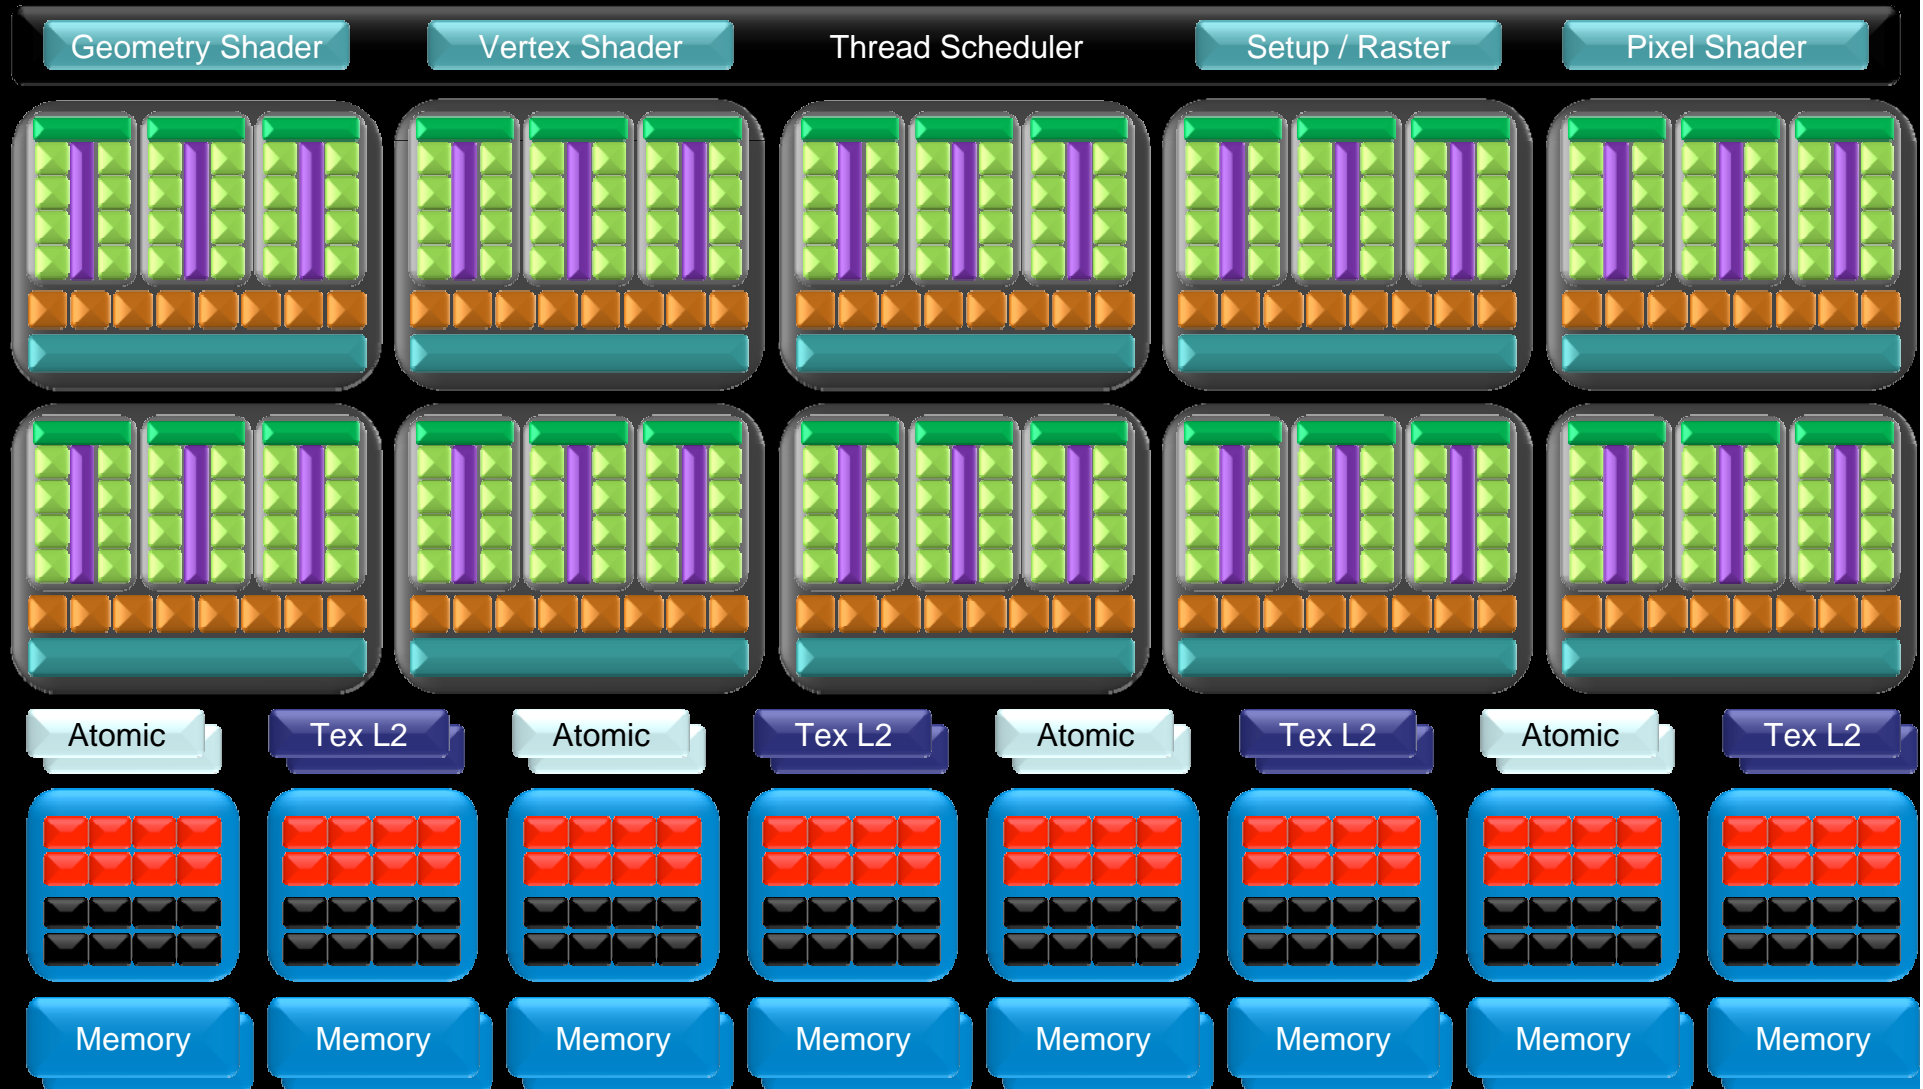 Geometry Shader
Vertex Shader
Thread Scheduler
Setup / Raster
Pixel Shader
Atomic
Tex L2
Atomic
Tex L2
Atomic
Tex L2
Atomic
Tex L2
Memory
Memory
Memory
Memory
Memory
Memory
Memory
Memory